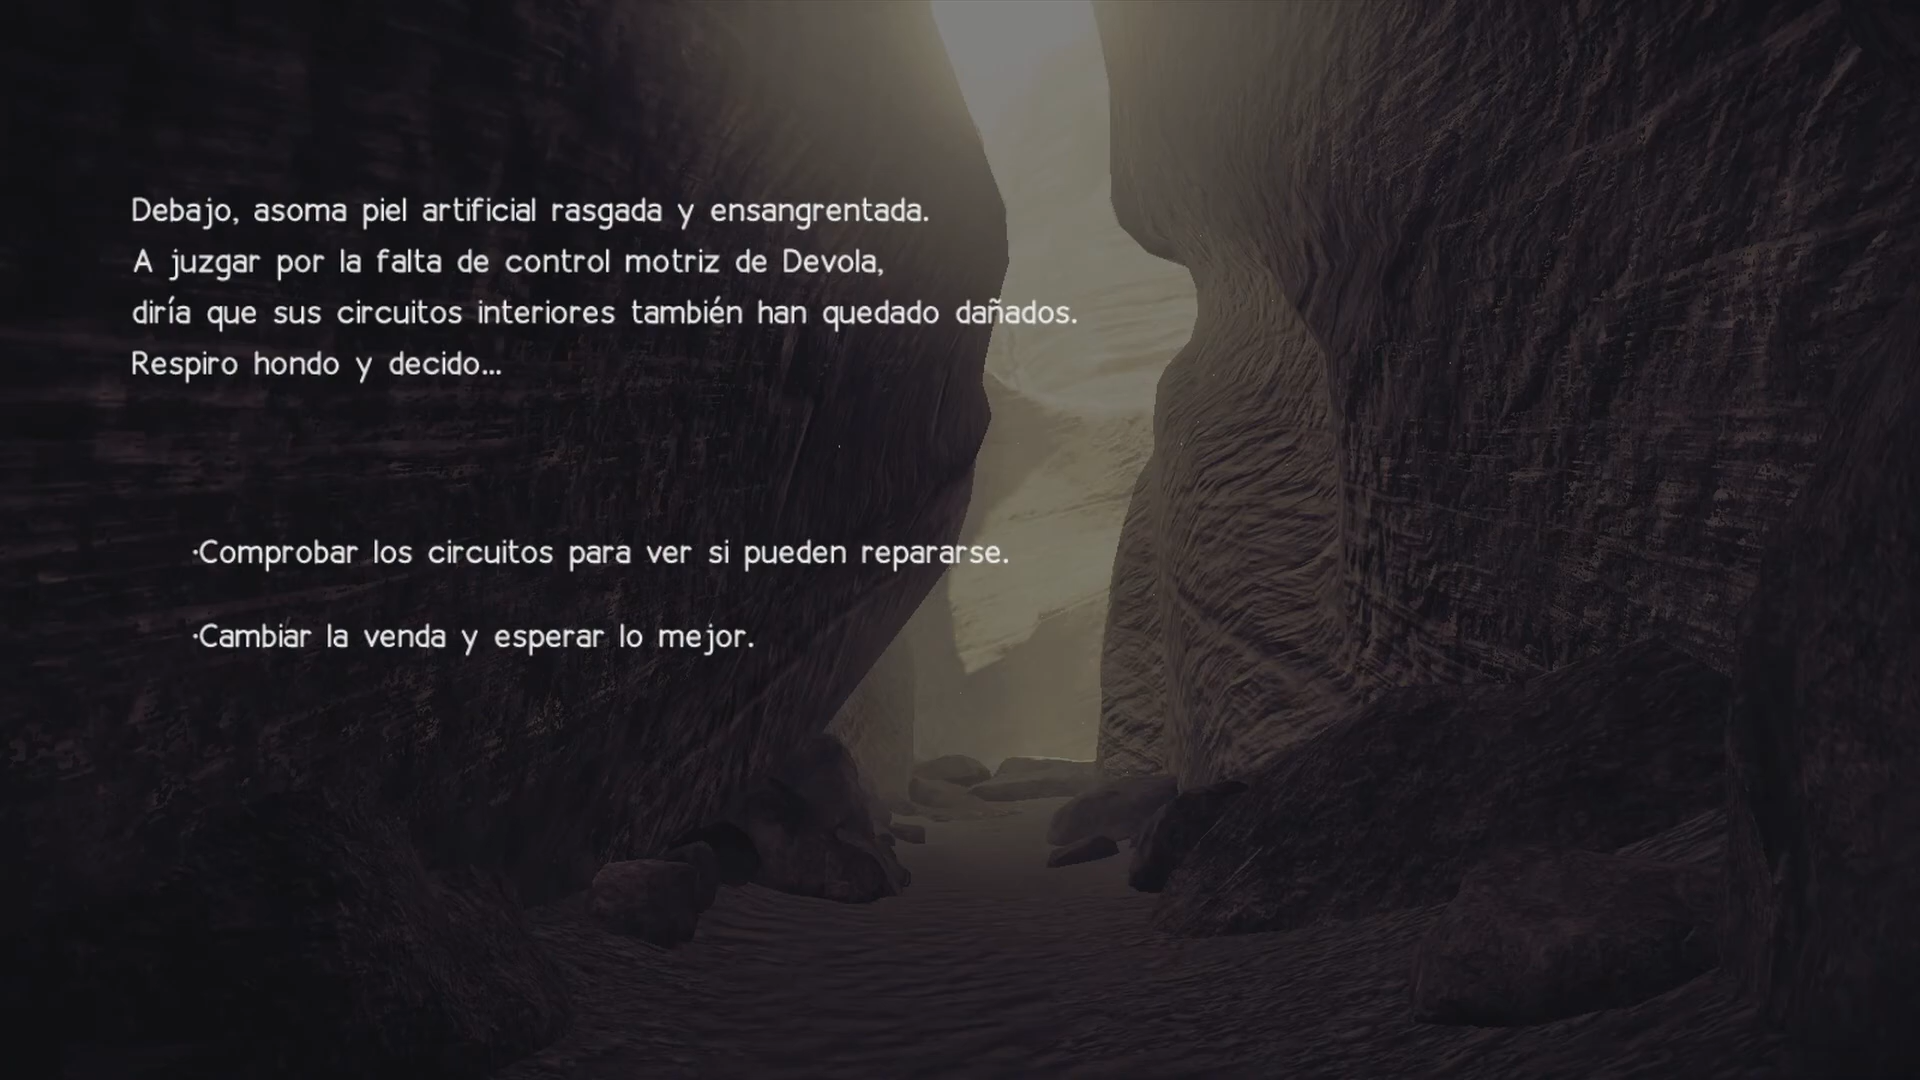 Debajo, asoma piel artificial rasgada y ensangrentada.
A juzgar por la falta de control motriz de Devola,
diría que sus circuitos interiores también han quedado dañados.
Respiro hondo y decido...
·Comprobar los circuitos para ver si pueden repararse.
·Cambiar la venda y esperar lo mejor.